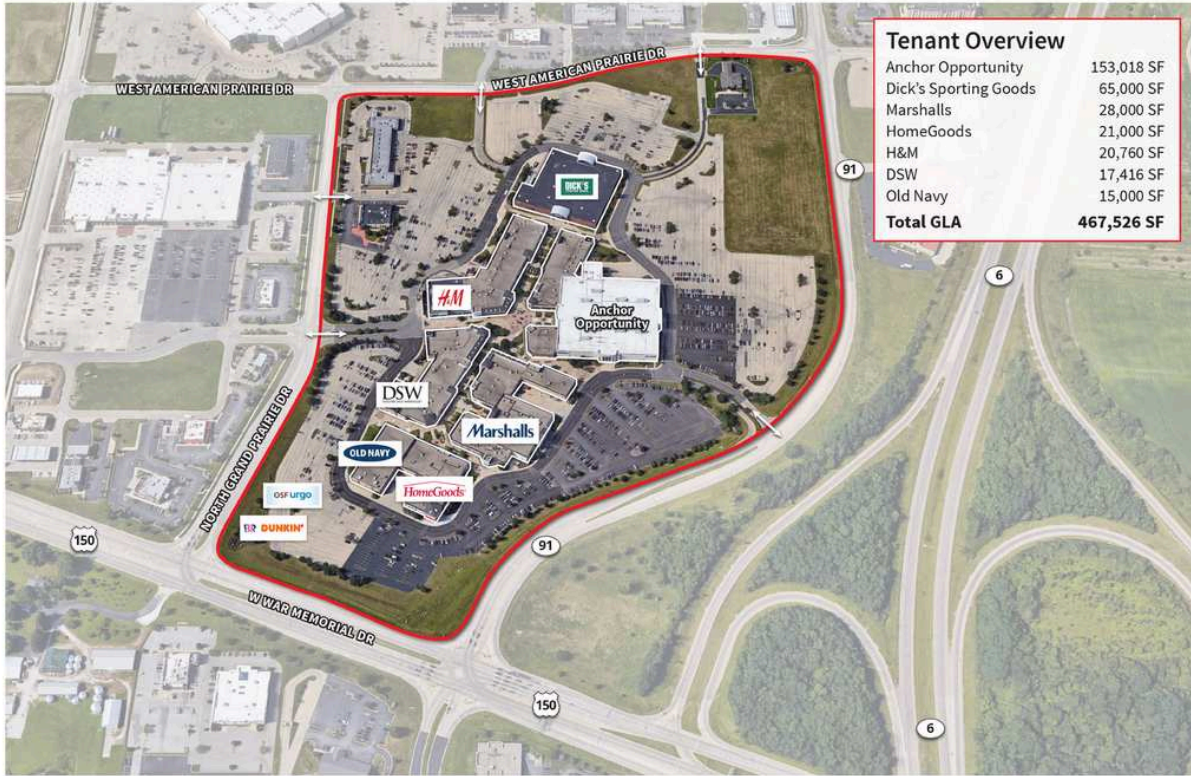 Tenant Overview
Anchor Opportunity 153,018 SF
Dick's Sporting Goods 65,000 SF
Marshalls 28,000 SF
HomeGoods 21,000 SF
H&M 20,760 SF
DSW 17,416 SF
Old Navy 15,000 SF
Total GLA 467,526 SF
WEST AMERICAN PRAIRIE DR
WEST AMERICAN PRAIRIE DR
91
DICK'S
6
H&M
Anchor
Opportunity
DSW
Marshalls
OLD NAVY
HomeGoods
NORTH GRAND PRAIRIE DR
OSF urgo
BR DUNKIN'
150
91
W WAR MEMORIAL DR
150
6